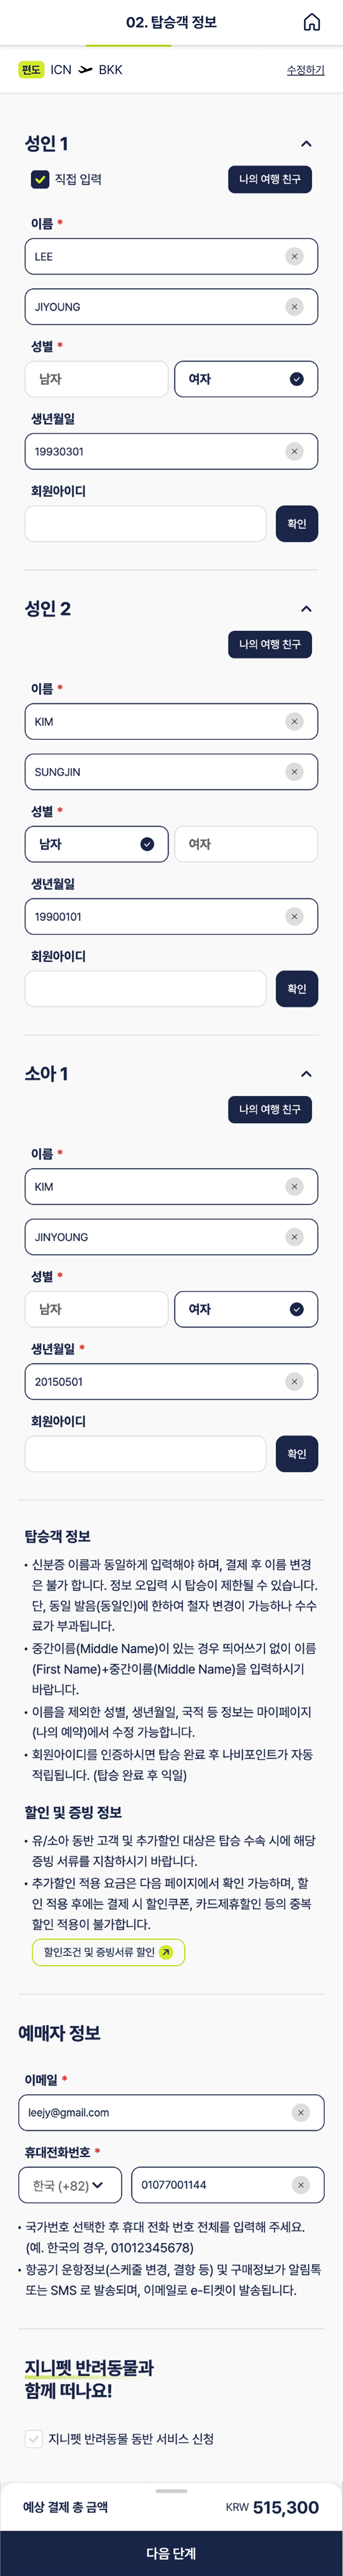 02. 탑승객 정보
편도 ICN BKK 수정하기
성인 1
직접 입력 나의 여행 친구
이름 *
LEE
JIYOUNG
성별 *
남자 여자
생년월일
19930301
회원아이디
확인
성인 2
나의 여행 친구
이름 *
KIM
SUNGJIN
성별 *
남자 여자
생년월일
19900101
회원아이디
확인
소아 1
나의 여행 친구
이름 *
KIM
JINYOUNG
성별 *
남자 여자
생년월일 *
20150501
회원아이디
확인
탑승객 정보
• 신분증 이름과 동일하게 입력해야 하며, 결제 후 이름 변경
은 불가 합니다. 정보 오입력 시 탑승이 제한될 수 있습니다.
단, 동일 발음(동일인)에 한하여 철자 변경이 가능하나 수수
료가 부과됩니다.
• 중간이름(Middle Name)이 있는 경우 띄어쓰기 없이 이름
(First Name)+중간이름(Middle Name)을 입력하시기
바랍니다.
• 이름을 제외한 성별, 생년월일, 국적 등 정보는 마이페이지
(나의 예약)에서 수정 가능합니다.
• 회원아이디를 인증하시면 탑승 완료 후 나비포인트가 자동
적립됩니다. (탑승 완료 후 익일)
할인 및 증빙 정보
• 유/소아 동반 고객 및 추가할인 대상은 탑승 수속 시에 해당
증빙 서류를 지참하시기 바랍니다.
• 추가할인 적용 요금은 다음 페이지에서 확인 가능하며, 할
인 적용 후에는 결제 시 할인쿠폰, 카드제휴할인 등의 중복
할인 적용이 불가합니다.
할인조건 및 증빙서류 할인
예매자 정보
이메일 *
leejy@gmail.com
휴대전화번호 *
한국 (+82) 01077001144
• 국가번호 선택한 후 휴대 전화 번호 전체를 입력해 주세요.
(예. 한국의 경우, 01012345678)
• 항공기 운항정보(스케줄 변경, 결항 등) 및 구매정보가 알림톡
또는 SMS 로 발송되며, 이메일로 e-티켓이 발송됩니다.
지니펫 반려동물과
함께 떠나요!
지니펫 반려동물 동반 서비스 신청
예상 결제 총 금액 KRW 515,300
다음 단계